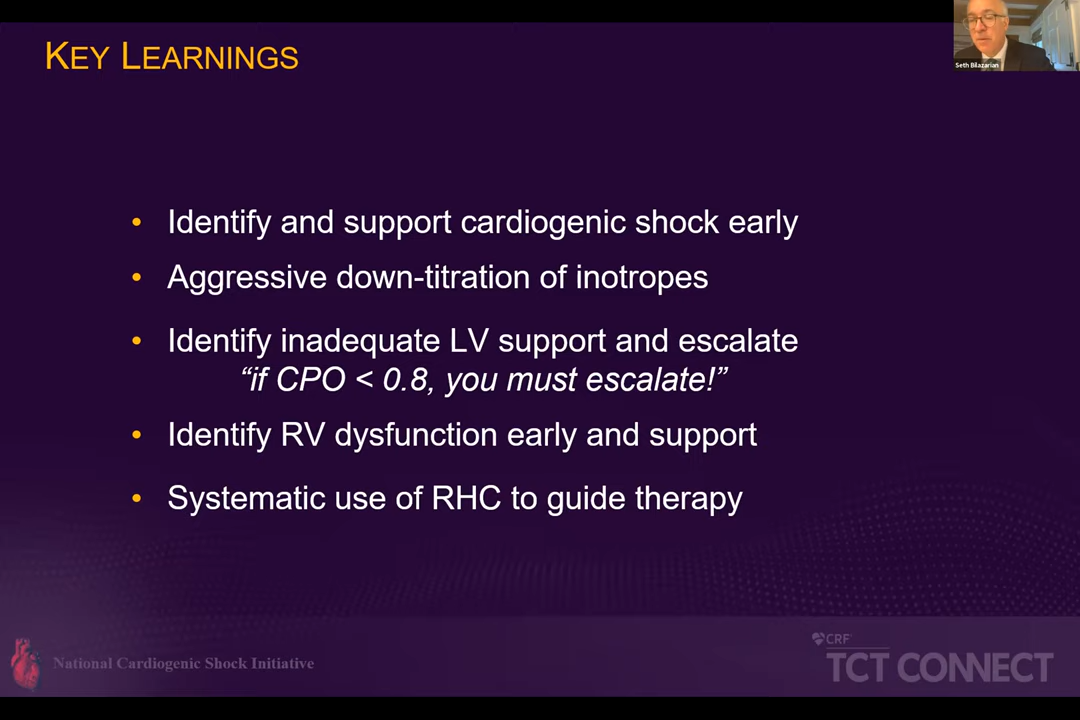 KEY LEARNINGS
Seth Bilazarian
• Identify and support cardiogenic shock early
• Aggressive down-titration of inotropes
• Identify inadequate LV support and escalate
“if CPO < 0.8, you must escalate!”
• Identify RV dysfunction early and support
• Systematic use of RHC to guide therapy
National Cardiogenic Shock Initiative
CRF
TCT CONNECT